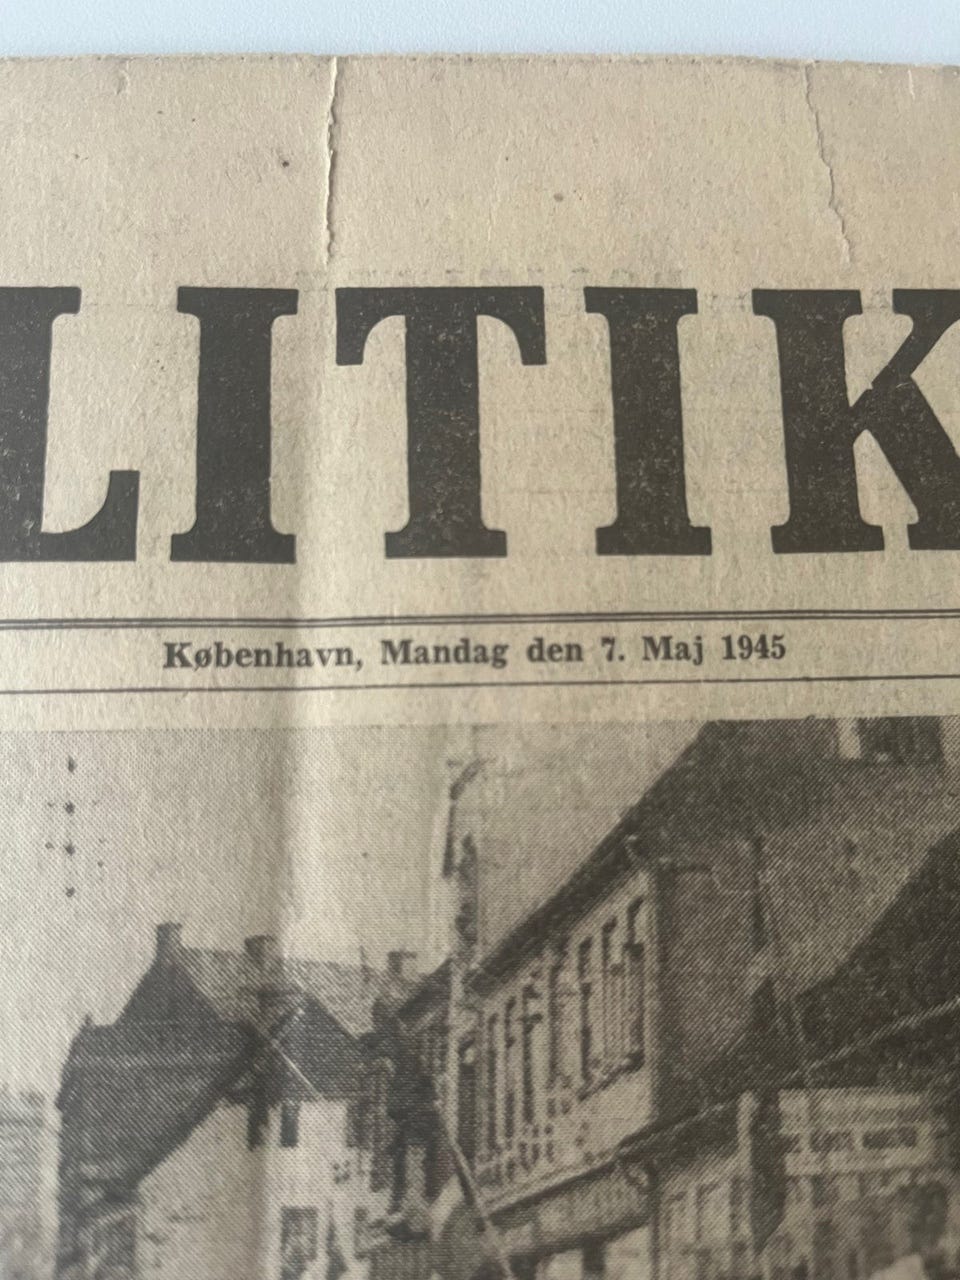 LITIK
København, Mandag den 7. Maj 1945